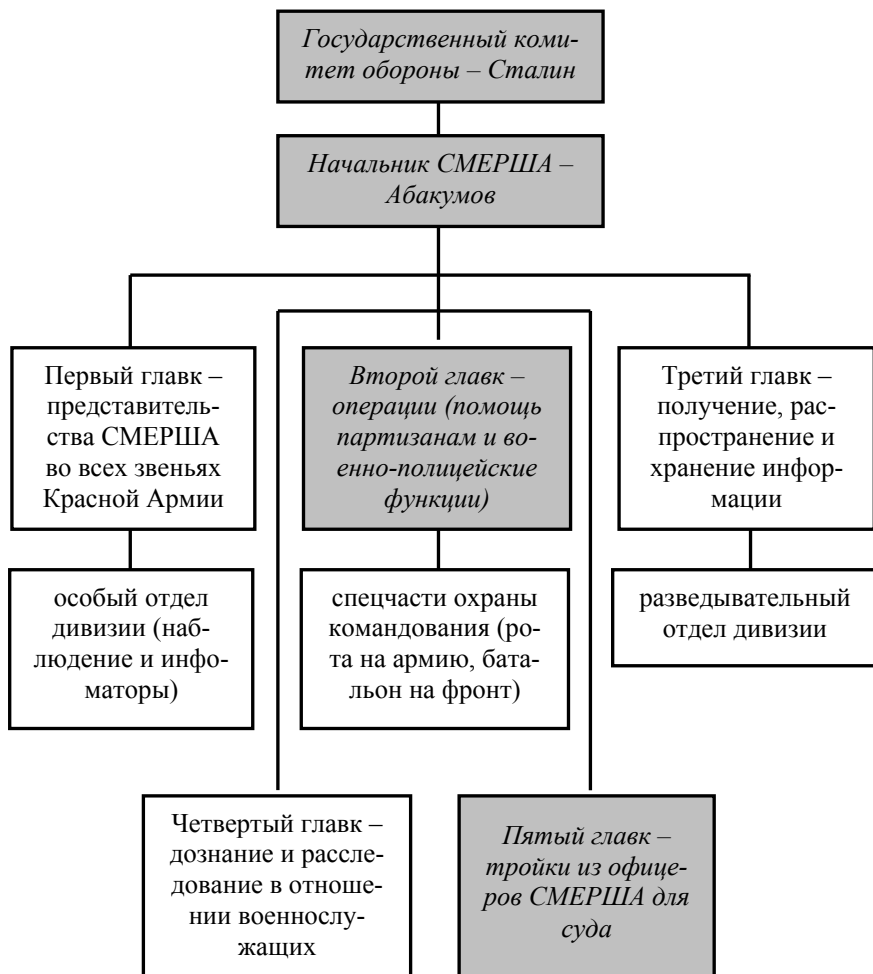 Государственный коми-
тет обороны – Сталин
Начальник СМЕРША –
Абакумов
Первый главк –
представитель-
ства СМЕРША
во всех звеньях
Красной Армии
Второй главк –
операции (помощь
партизанам и во-
енно-полицейские
функции)
Третий главк –
получение, рас-
пространение и
хранение инфор-
мации
особый отдел
дивизии (наб-
людение и инфо-
маторы)
спецчасти охраны
командования (ро-
та на армию, бата-
льон на фронт)
разведывательный
отдел дивизии
Четвертый главк –
дознание и рассле-
дование в отноше-
нии военнослу-
жащих
Пятый главк –
тройки из офице-
ров СМЕРША для
суда